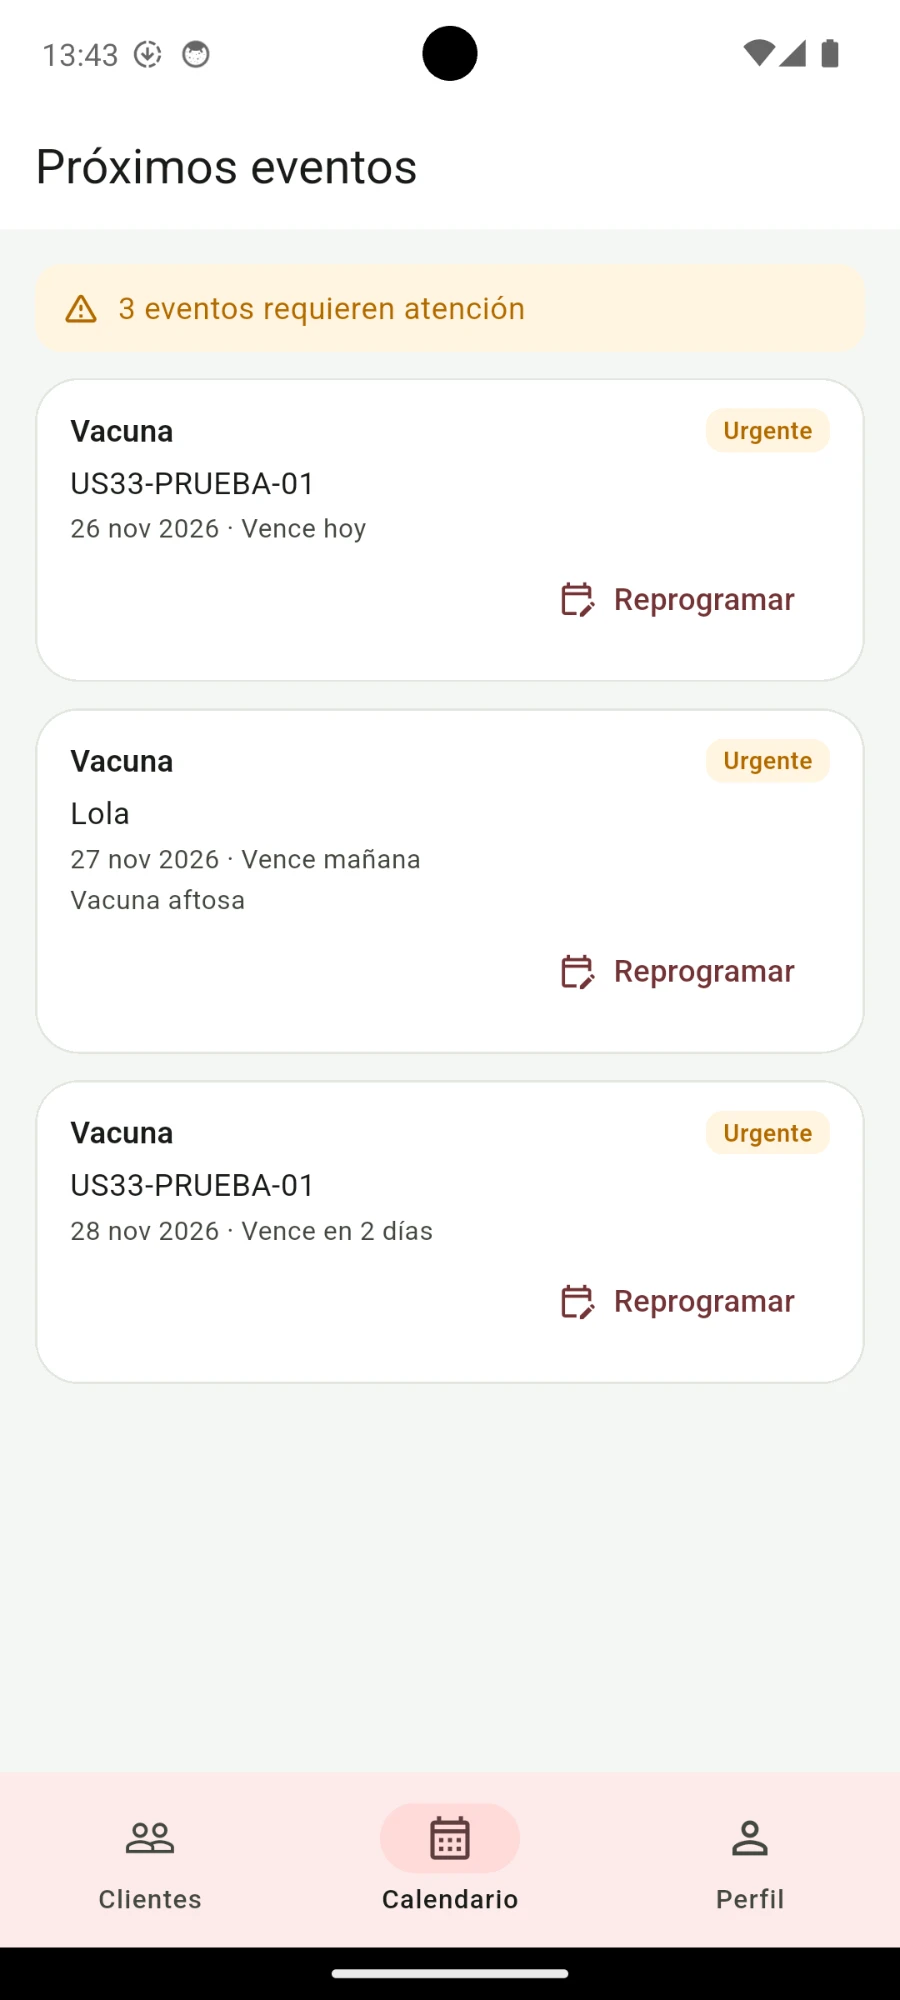 13:43
Próximos eventos
3 eventos requieren atención
Vacuna
Urgente
US33-PRUEBA-01
26 nov 2026 · Vence hoy
Reprogramar
Vacuna
Urgente
Lola
27 nov 2026 · Vence mañana
Vacuna aftosa
Reprogramar
Vacuna
Urgente
US33-PRUEBA-01
28 nov 2026 · Vence en 2 días
Reprogramar
Clientes
Calendario
Perfil